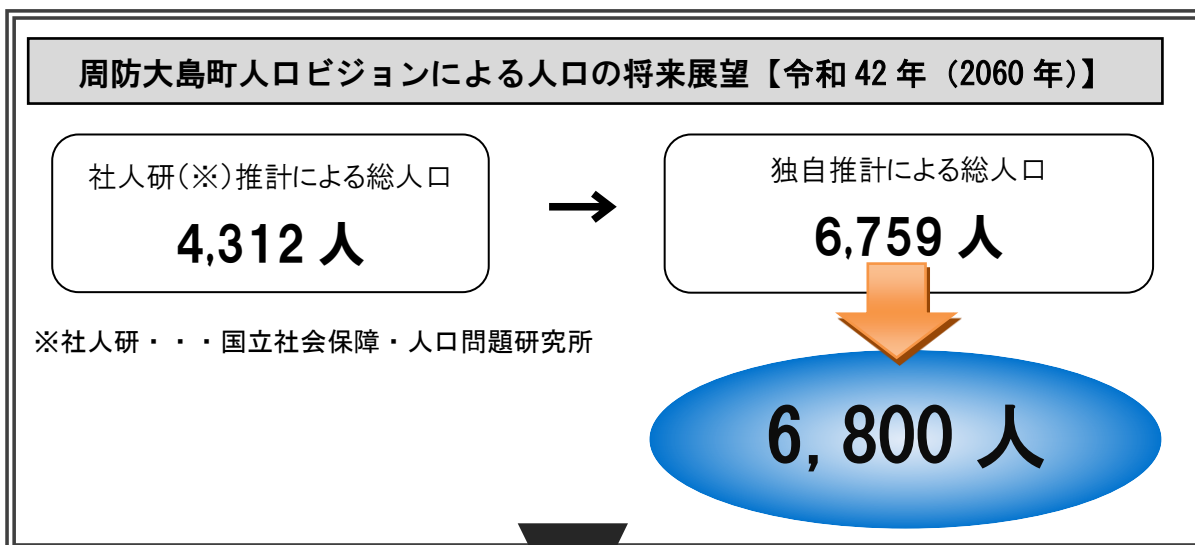 周防大島町人口ビジョンによる人口の将来展望【令和 42 年（2060 年）】
社人研(※)推計による総人口
4,312 人
→
独自推計による総人口
6,759 人
※社人研・・・国立社会保障・人口問題研究所
6,800 人